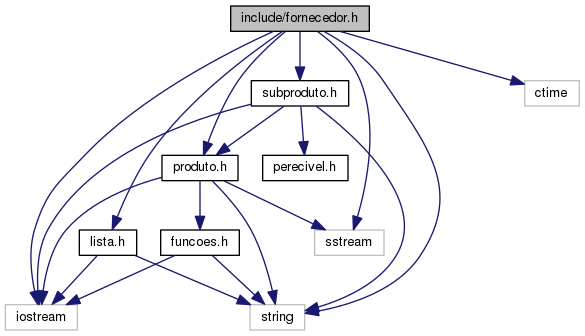 include/fornecedor.h
subproduto.h
ctime
produto.h
perecivel.h
lista.h
funcoes.h
sstream
iostream
string